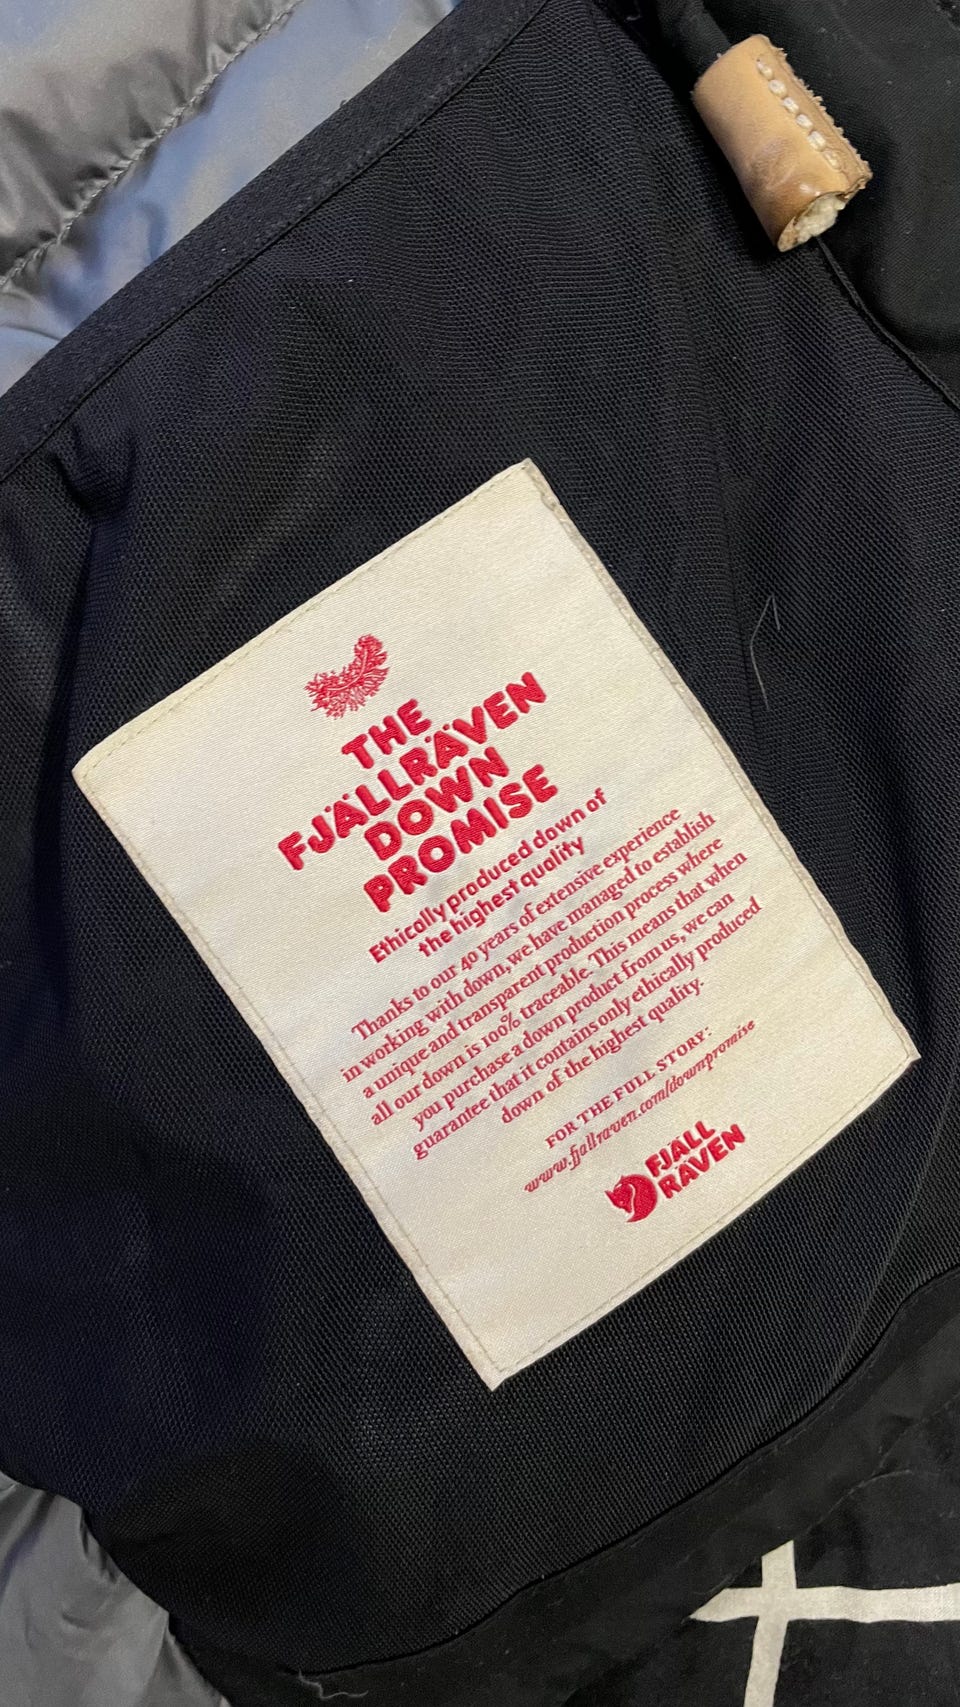 THE
FJÄLLRÄVEN
DOWN
PROMISE
Ethically produced down of
the highest quality
Thanks to our 40 years of extensive experience
in working with down, we have managed to establish
a unique and transparent production process where
all our down is 100% traceable. This means that when
you purchase a down product from us, we can
guarantee that it contains only ethically produced
down of the highest quality.
FOR THE FULL STORY:
www.fjallraven.com/downpromise
FJÄLL
RÄVEN